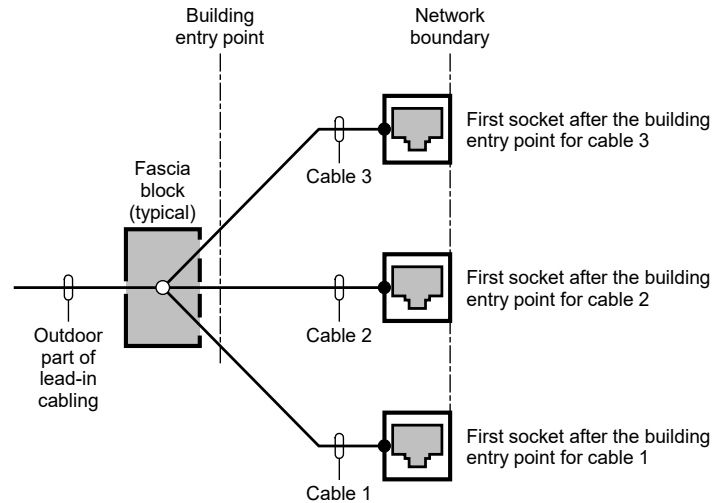 Building
entry point
Network
boundary
First socket after the building
entry point for cable 3
Cable 3
Fascia
block
(typical)
First socket after the building
entry point for cable 2
Cable 2
Outdoor
part of
lead-in
cabling
First socket after the building
entry point for cable 1
Cable 1